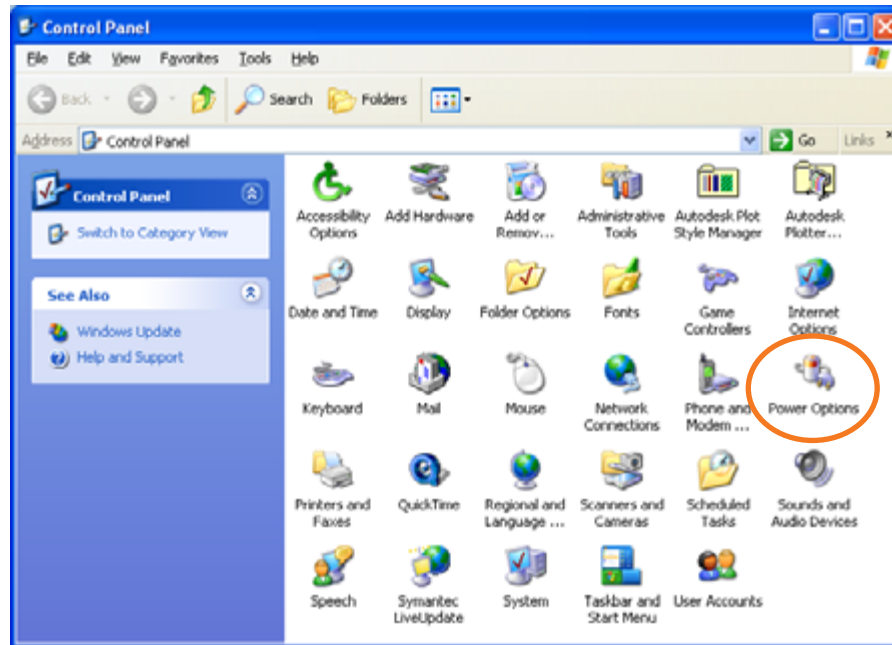 Control Panel
File Edit View Favorites Tools Help
Back Search Folders
Address Control Panel Go Links
Control Panel
Switch to Category View
See Also
Windows Update
Help and Support
Accessibility Options
Add Hardware
Add or Remov...
Administrative Tools
Autodesk Plot Style Manager
Autodesk Plotter...
Date and Time
Display
Folder Options
Fonts
Game Controllers
Internet Options
Keyboard
Mail
Mouse
Network Connections
Phone and Modem ...
Power Options
Printers and Faxes
QuickTime
Regional and Language ...
Scanners and Cameras
Scheduled Tasks
Sounds and Audio Devices
Speech
Symantec LiveUpdate
System
Taskbar and Start Menu
User Accounts